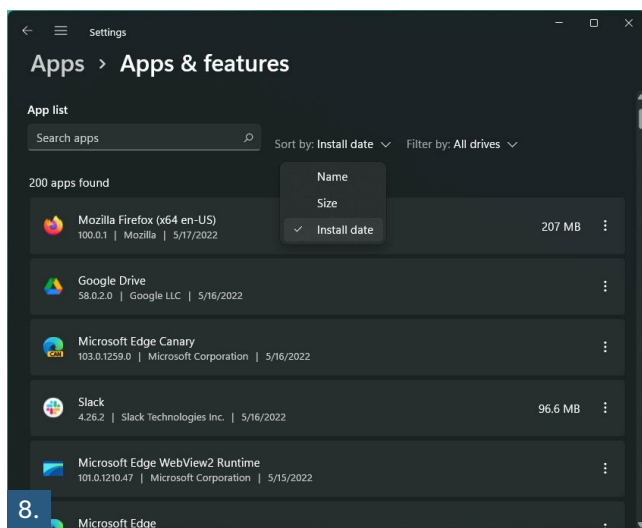 Settings
Apps > Apps & features
App list
Search apps
Sort by: Install date
Filter by: All drives
Name
Size
Install date
200 apps found
Mozilla Firefox (x64 en-US)
100.0.1 | Mozilla | 5/17/2022
207 MB
Google Drive
58.0.2.0 | Google LLC | 5/16/2022
Microsoft Edge Canary
103.0.1259.0 | Microsoft Corporation | 5/16/2022
CAN
Slack
4.26.2 | Slack Technologies Inc. | 5/16/2022
96.6 MB
Microsoft Edge WebView2 Runtime
101.0.1210.47 | Microsoft Corporation | 5/15/2022
Microsoft Edge
8.